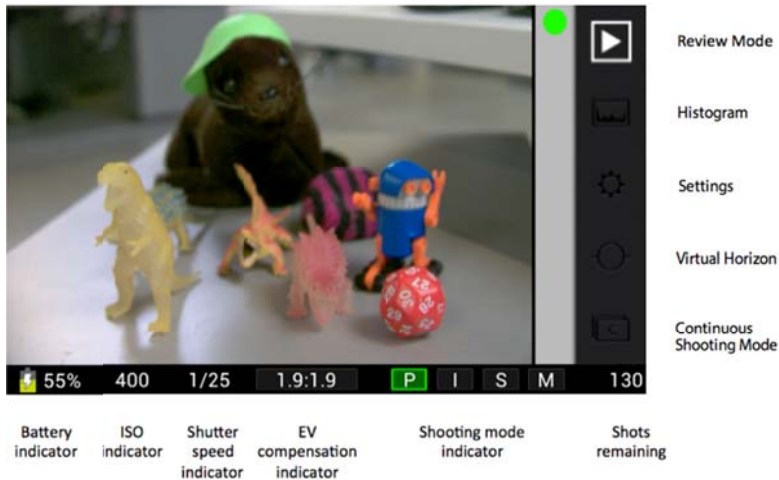 Review Mode
Histogram
Settings
Virtual Horizon
Continuous
Shooting Mode
55% 400 1/25 1.9:1.9 P I S M 130
Battery
indicator
ISO
indicator
Shutter
speed
indicator
EV
compensation
indicator
Shooting mode
indicator
Shots
remaining